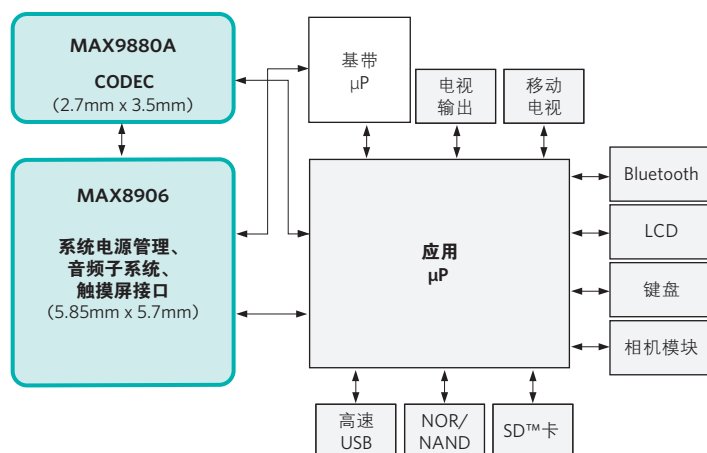 MAX9880A
CODEC
(2.7mm x 3.5mm)
基带
μP
电视
输出
移动
电视
MAX8906
系统电源管理、
音频子系统、
触摸屏接口
(5.85mm x 5.7mm)
应用
μP
Bluetooth
LCD
键盘
相机模块
高速
USB
NOR/
NAND
SD™卡